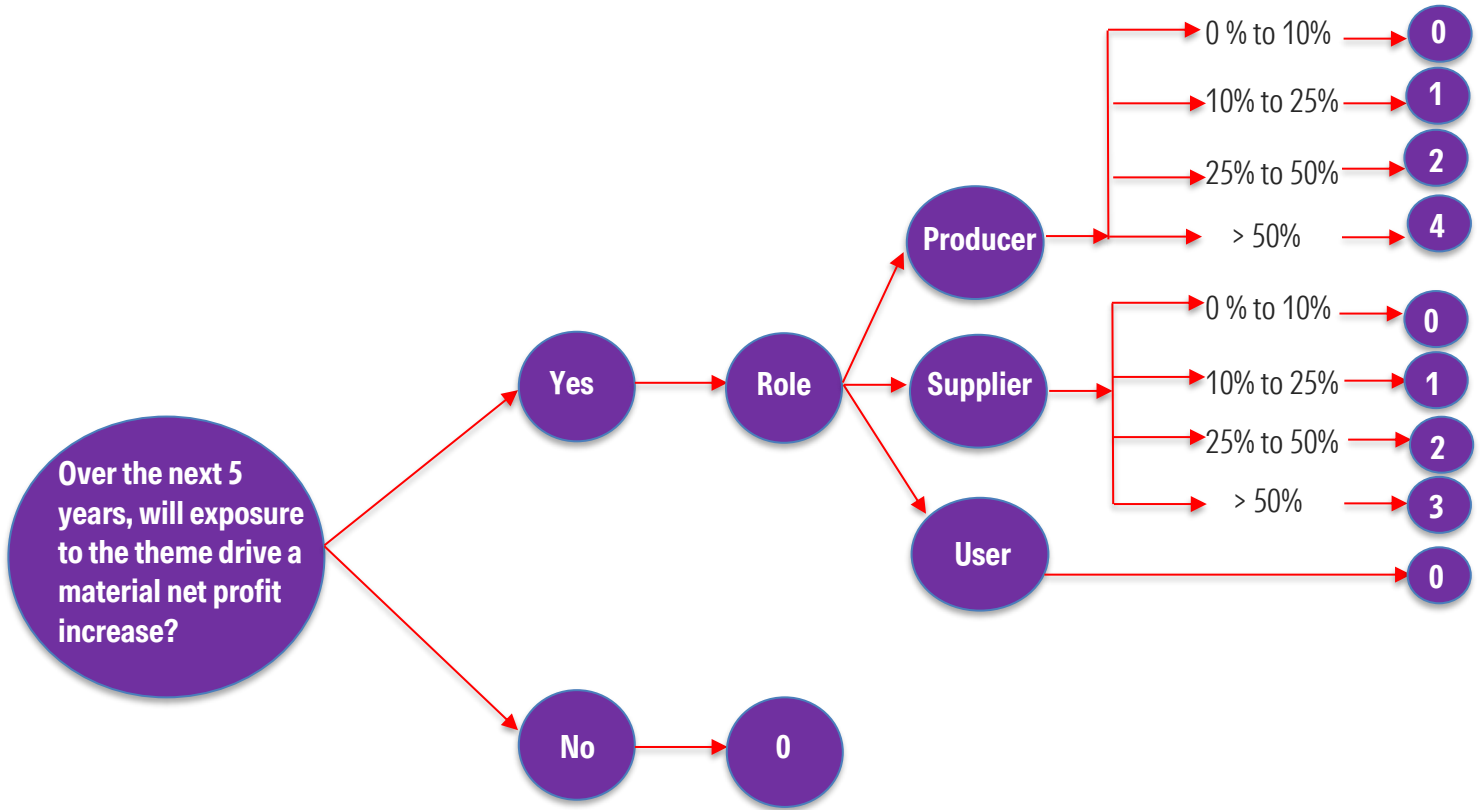 0 % to 10%
0
10% to 25%
1
25% to 50%
2
> 50%
4
Producer
0 % to 10%
0
10% to 25%
1
25% to 50%
2
> 50%
3
Supplier
Yes
Role
User
0
Over the next 5
years, will exposure
to the theme drive a
material net profit
increase?
No
0